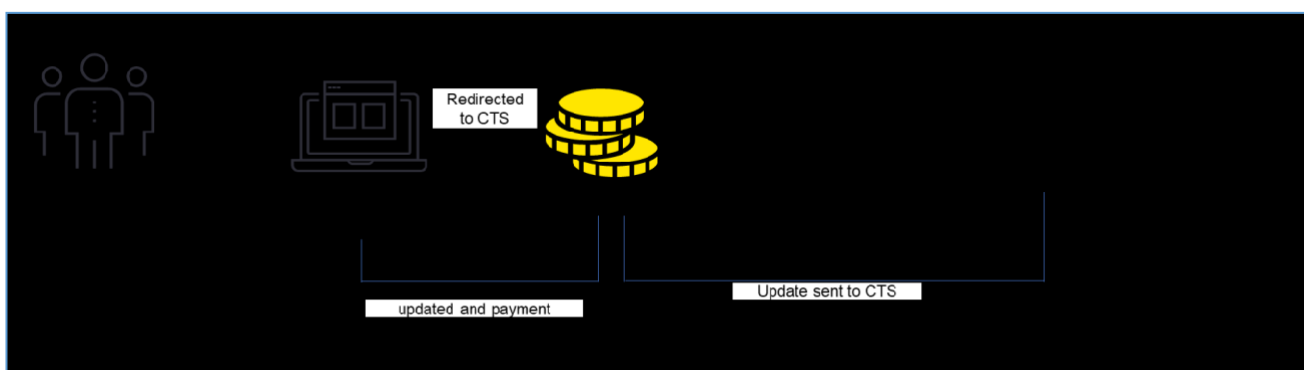 Redirected
to CTS
Update sent to CTS
updated and payment